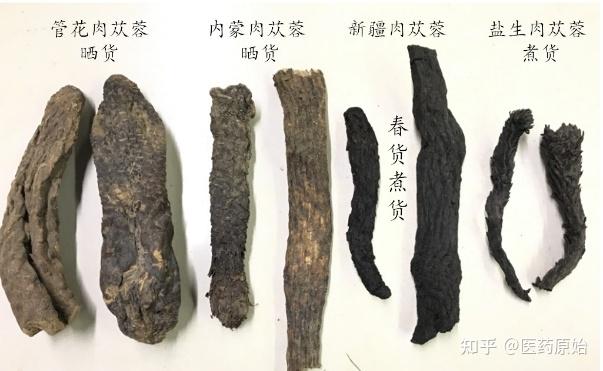 管花肉苁蓉
晒货
内蒙肉苁蓉
晒货
新疆肉苁蓉
春货煮货
盐生肉苁蓉
煮货
知乎 @医药原始